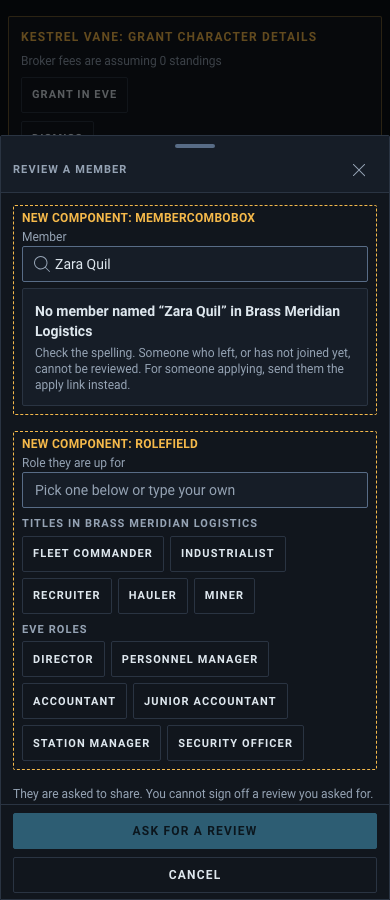 KESTREL VANE: GRANT CHARACTER DETAILS
Broker fees are assuming 0 standings
GRANT IN EVE
REVIEW A MEMBER
NEW COMPONENT: MEMBERCOMBOBOX
Member
Zara Quil
No member named “Zara Quil” in Brass Meridian
Logistics
Check the spelling. Someone who left, or has not joined yet,
cannot be reviewed. For someone applying, send them the
apply link instead.
NEW COMPONENT: ROLEFIELD
Role they are up for
Pick one below or type your own
TITLES IN BRASS MERIDIAN LOGISTICS
FLEET COMMANDER INDUSTRIALIST
RECRUITER HAULER MINER
EVE ROLES
DIRECTOR PERSONNEL MANAGER
ACCOUNTANT JUNIOR ACCOUNTANT
STATION MANAGER SECURITY OFFICER
They are asked to share. You cannot sign off a review you asked for.
ASK FOR A REVIEW
CANCEL